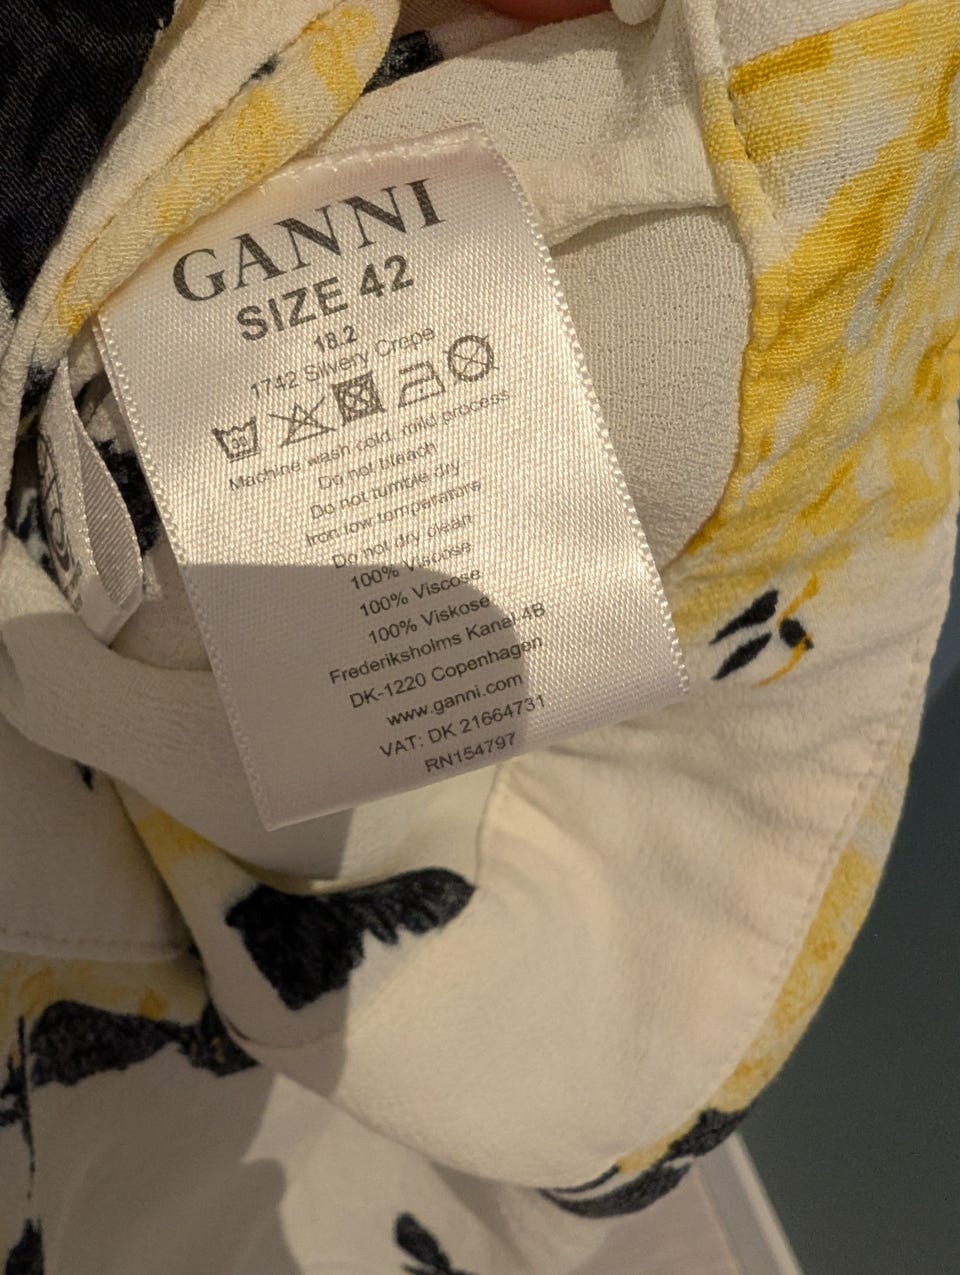 GANNI
SIZE 42
18.2
1742 Silvery Crepe
30
Machine wash cold, mild process
Do not bleach
Do not tumble dry
Iron low temperature
Do not dry clean
100% Viscose
100% Viscose
100% Viskose
Frederiksholms Kanal 4B
DK-1220 Copenhagen
www.ganni.com
VAT: DK 21664731
RN154797